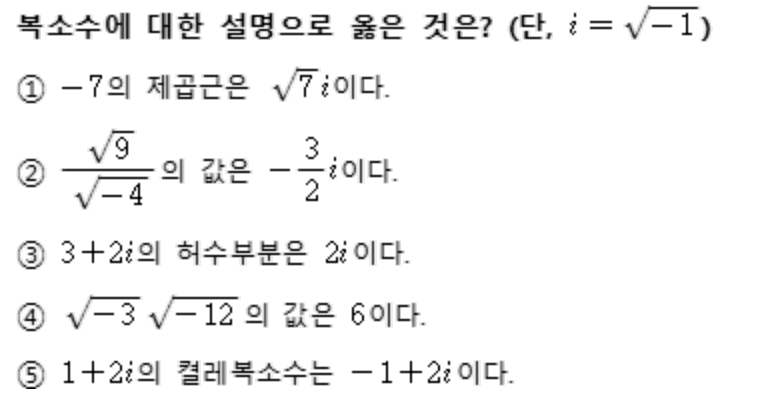 복소수에 대한 설명으로 옳은 것은? (단, i = √−1)
① −7의 제곱근은 √7i이다.
② √9/√−4의 값은 −3/2i이다.
③ 3+2i의 허수부분은 2i이다.
④ √−3√−12의 값은 6이다.
⑤ 1+2i의 켤레복소수는 −1+2i이다.